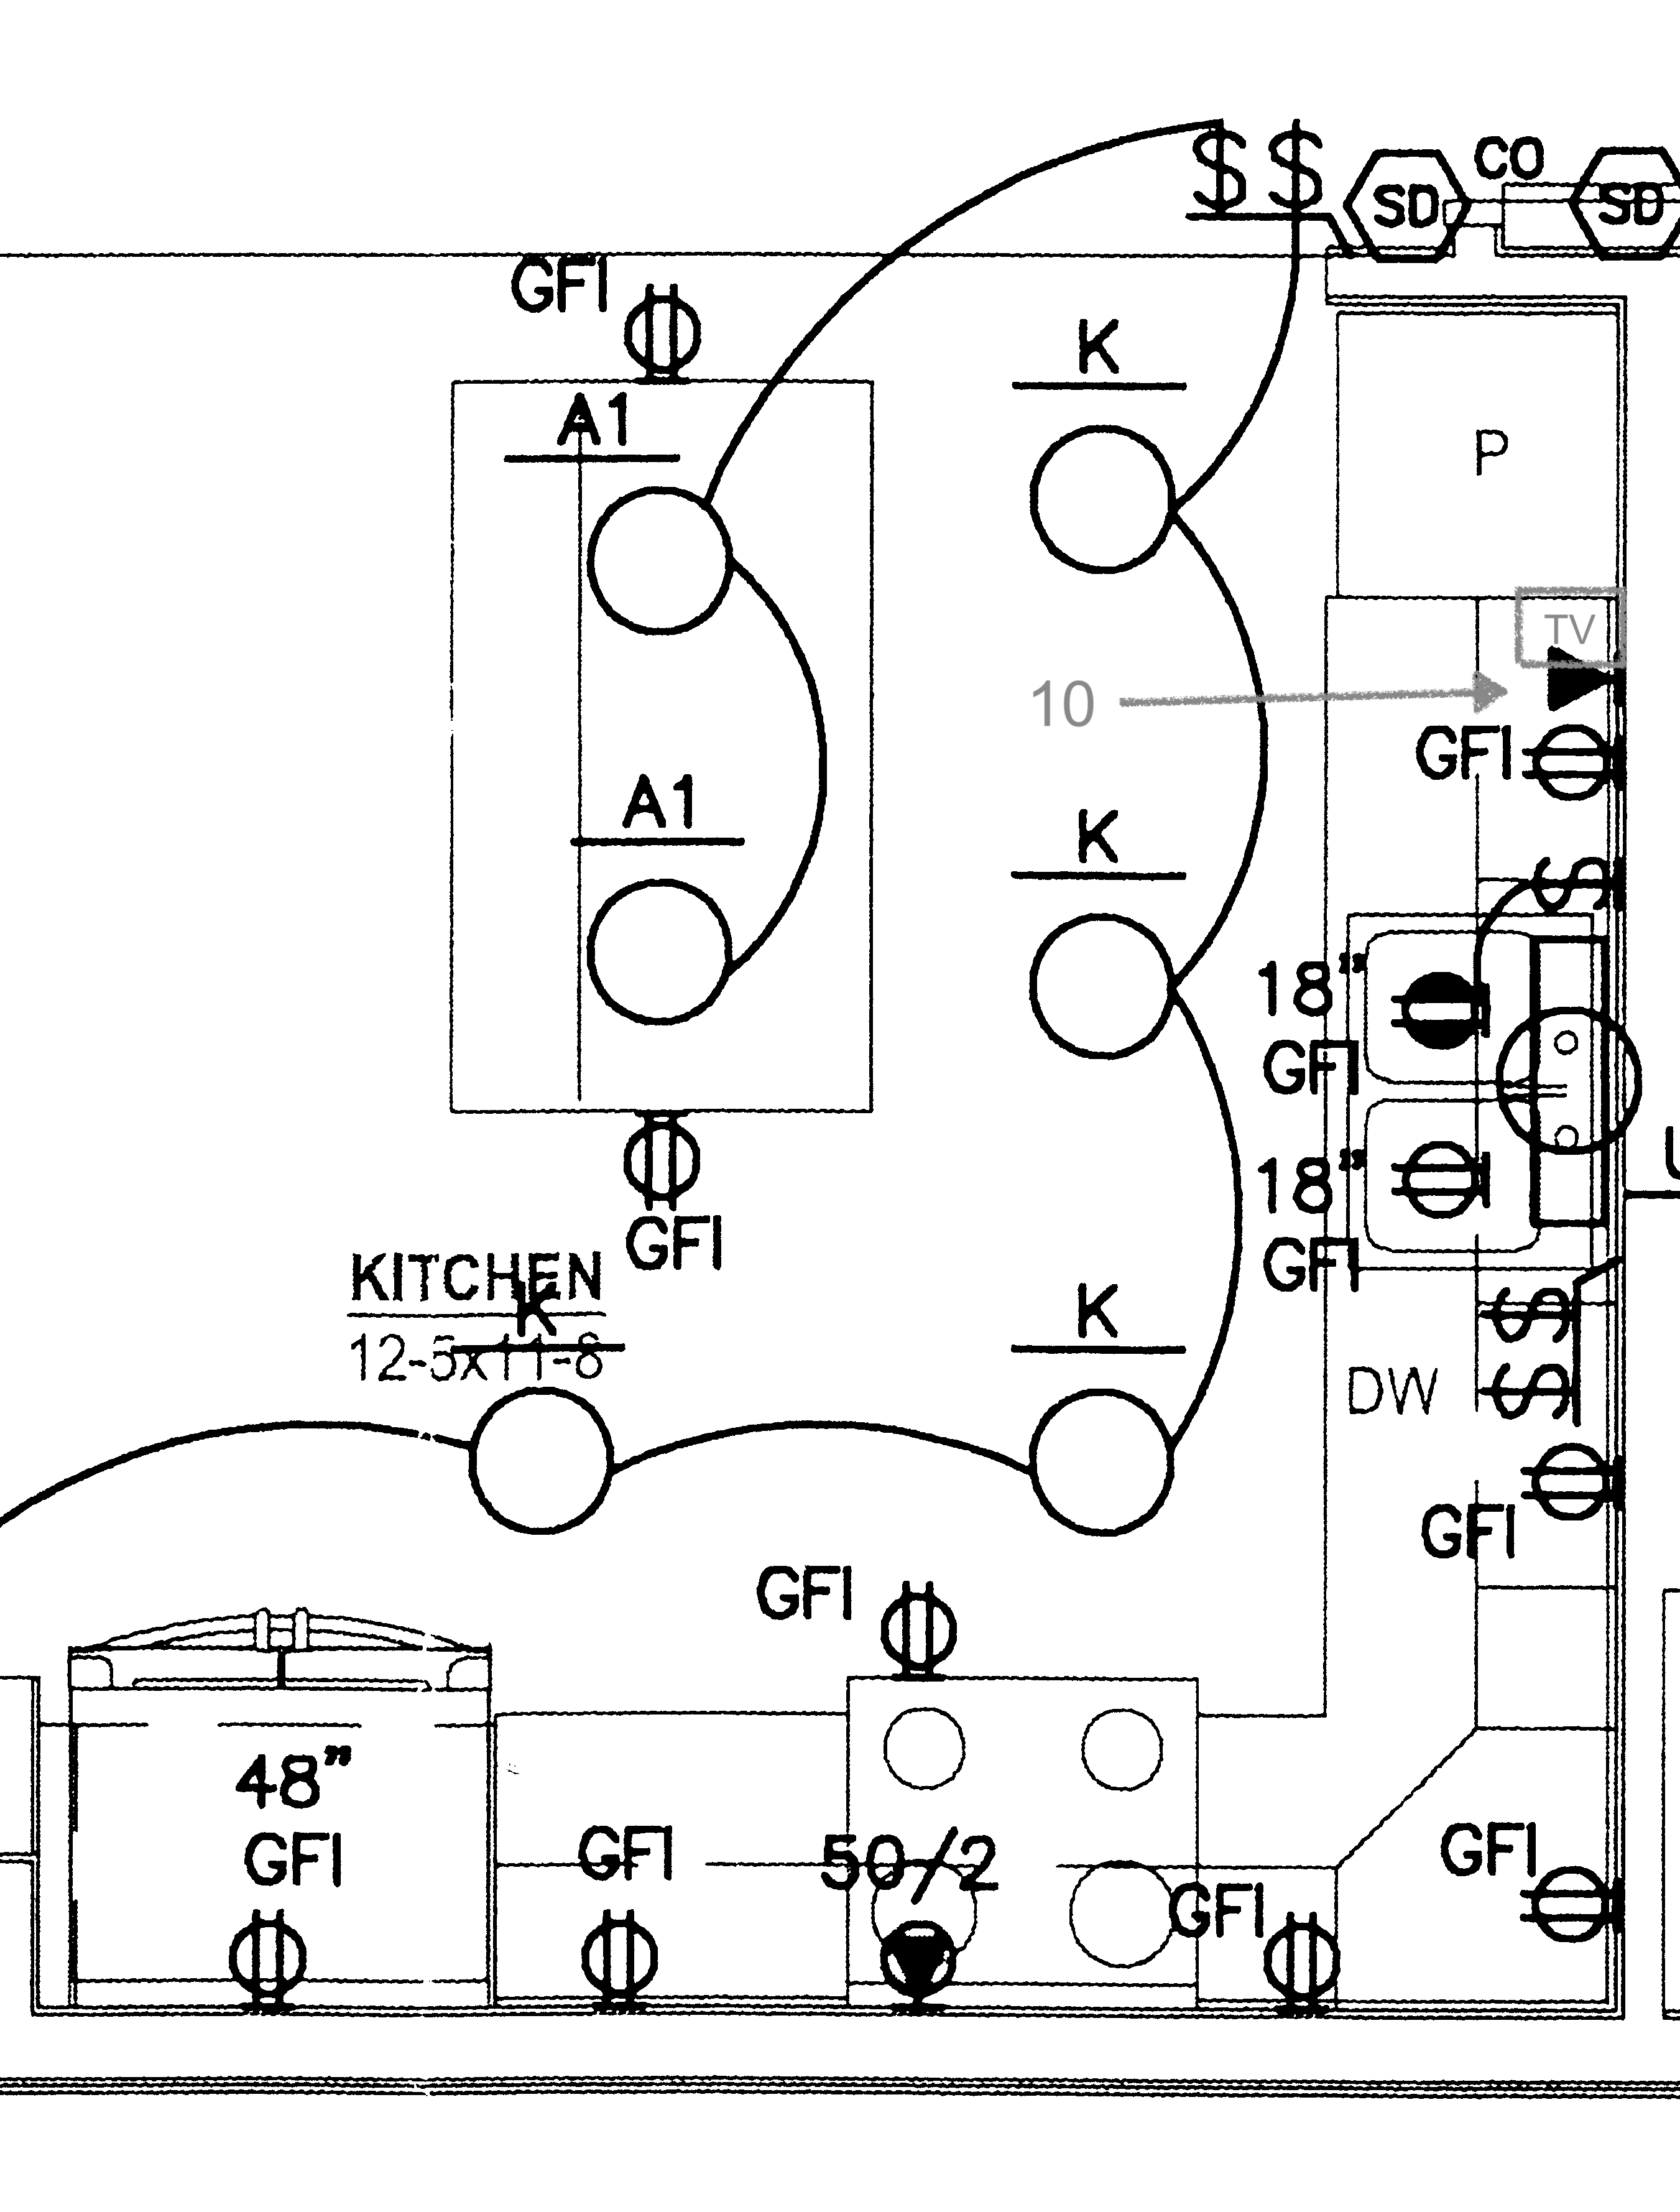 $ $
SD
CO
SD
GFI
K
A1
P
TV
10
GFI
A1
K
$
18"
GFI
18"
GFI
GFI
KITCHEN
K
12-5x11-8
K
$
$
DW
GFI
GFI
48"
GFI
GFI
50/2
GFI
GFI